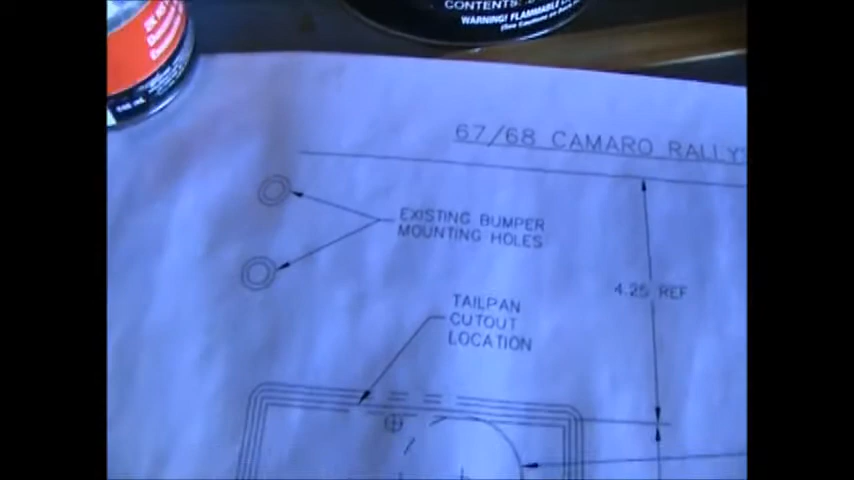 CONTENTS
WARNING! FLAMMABLE
67/68 CAMARO RALLY
EXISTING BUMPER
MOUNTING HOLES
4.25 REF
TAILPAN
CUTOUT
LOCATION